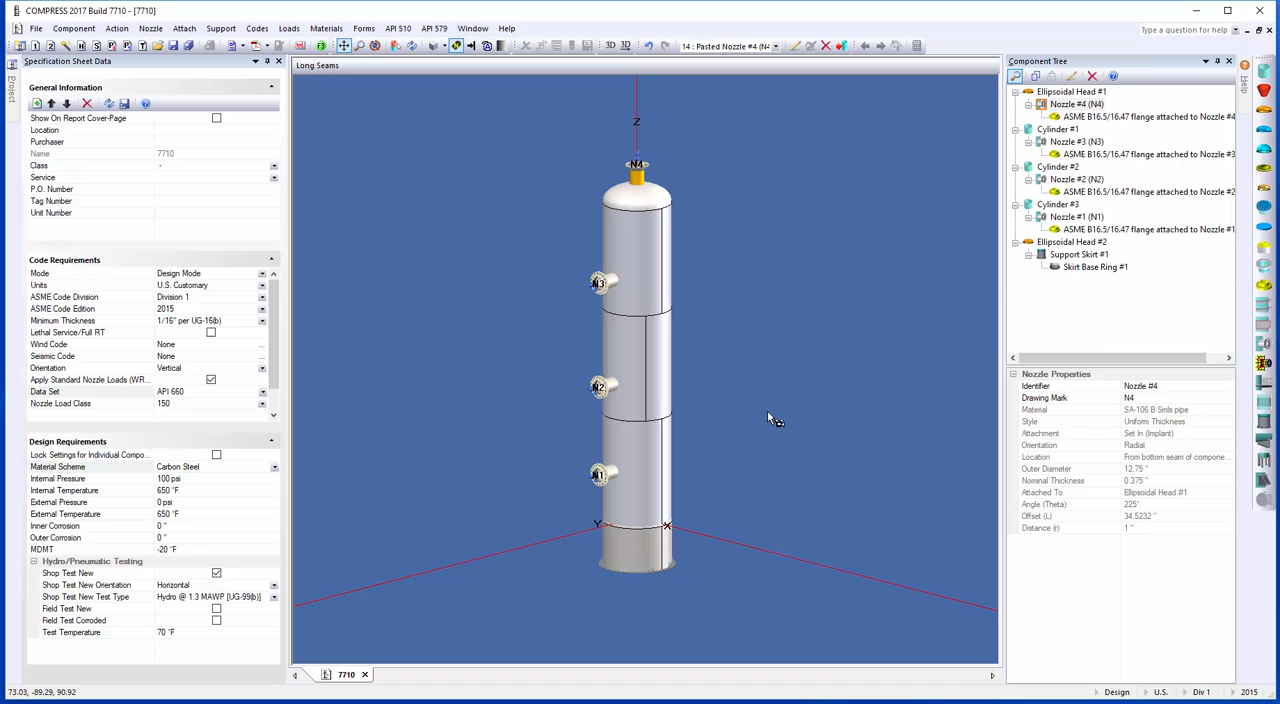 COMPRESS 2017 Build 7710 - [7710]
File Component Action Nozzle Attach Support Codes Loads Materials Forms API 510 API 579 Window Help
Type a question for help
14 : Pasted Nozzle #4 (N4
Project
Specification Sheet Data
General Information
Show On Report Cover-Page
Location
Purchaser
Name 7710
Class -
Service
P.O. Number
Tag Number
Unit Number
Code Requirements
Mode Design Mode
Units U.S. Customary
ASME Code Division Division 1
ASME Code Edition 2015
Minimum Thickness 1/16" per UG-16(b)
Lethal Service/Full RT
Wind Code None ...
Seismic Code None ...
Orientation Vertical
Apply Standard Nozzle Loads (WR...
Data Set API 660
Nozzle Load Class 150
Design Requirements
Lock Settings for Individual Compo...
Material Scheme Carbon Steel
Internal Pressure 100 psi
Internal Temperature 650 °F
External Pressure 0 psi
External Temperature 650 °F
Inner Corrosion 0 "
Outer Corrosion 0 "
MDMT -20 °F
Hydro/Pneumatic Testing
Shop Test New
Shop Test New Orientation Horizontal
Shop Test New Test Type Hydro @ 1.3 MAWP [UG-99(b)]
Field Test New
Field Test Corroded
Test Temperature 70 °F
Long Seams
Z
N4
N3
N2
N1
Y
X
7710
Component Tree
Ellipsoidal Head #1
Nozzle #4 (N4)
ASME B16.5/16.47 flange attached to Nozzle #4
Cylinder #1
Nozzle #3 (N3)
ASME B16.5/16.47 flange attached to Nozzle #3
Cylinder #2
Nozzle #2 (N2)
ASME B16.5/16.47 flange attached to Nozzle #2
Cylinder #3
Nozzle #1 (N1)
ASME B16.5/16.47 flange attached to Nozzle #1
Ellipsoidal Head #2
Support Skirt #1
Skirt Base Ring #1
Help
Nozzle Properties
Identifier Nozzle #4
Drawing Mark N4
Material SA-106 B Smls pipe
Style Uniform Thickness
Attachment Set In (Implant)
Orientation Radial
Location From bottom seam of compone...
Outer Diameter 12.75 "
Nominal Thickness 0.375 "
Attached To Ellipsoidal Head #1
Angle (Theta) 225°
Offset (L) 34.5232 "
Distance (r) 1 "
73.03, -89.29, 90.92
Design U.S. Div 1 2015